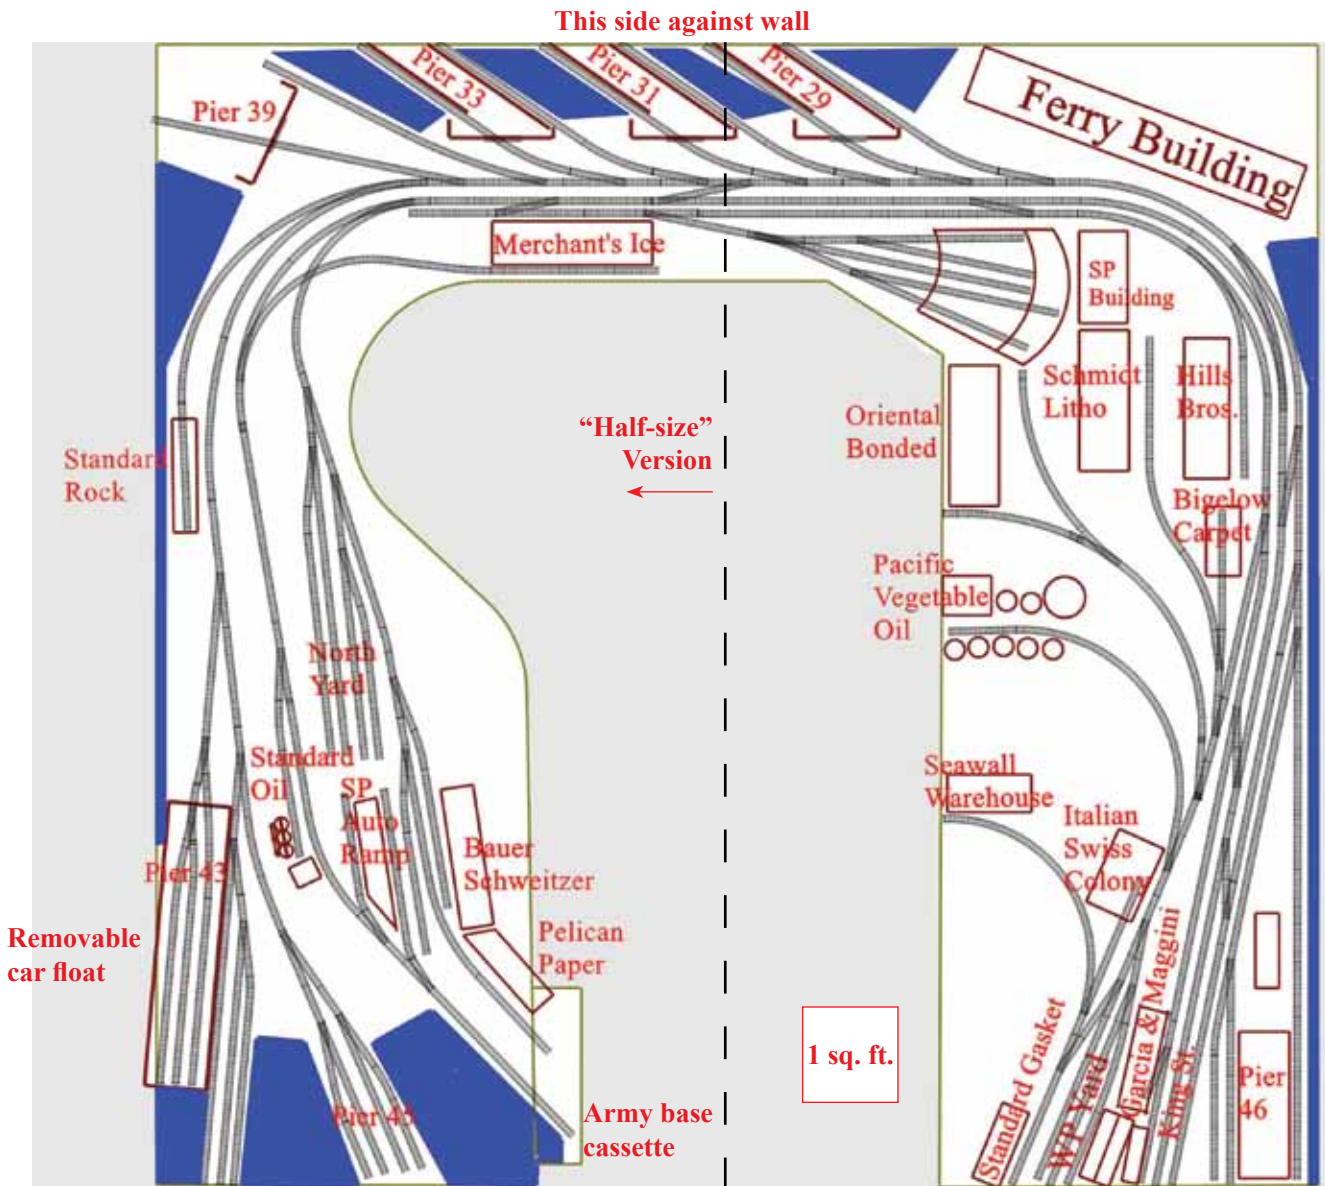 This side against wall
Pier 39
Pier 33
Pier 31
Pier 29
Ferry Building
Merchant's Ice
SP
Building
Schmidt
Litho
Hills
Bros.
Oriental
Bonded
“Half-size”
Version
Standard
Rock
Bigelow
Carpet
Pacific
Vegetable
Oil
North
Yard
Standard
Oil
SP
Auto
Ramp
Seawall
Warehouse
Italian
Swiss
Colony
Bauer
Schweitzer
Pier 43
Pelican
Paper
Removable
car float
1 sq. ft.
Standard Gasket
WP Yard
Garcia & Maggini
King St.
Pier
46
Pier 45
Army base
cassette